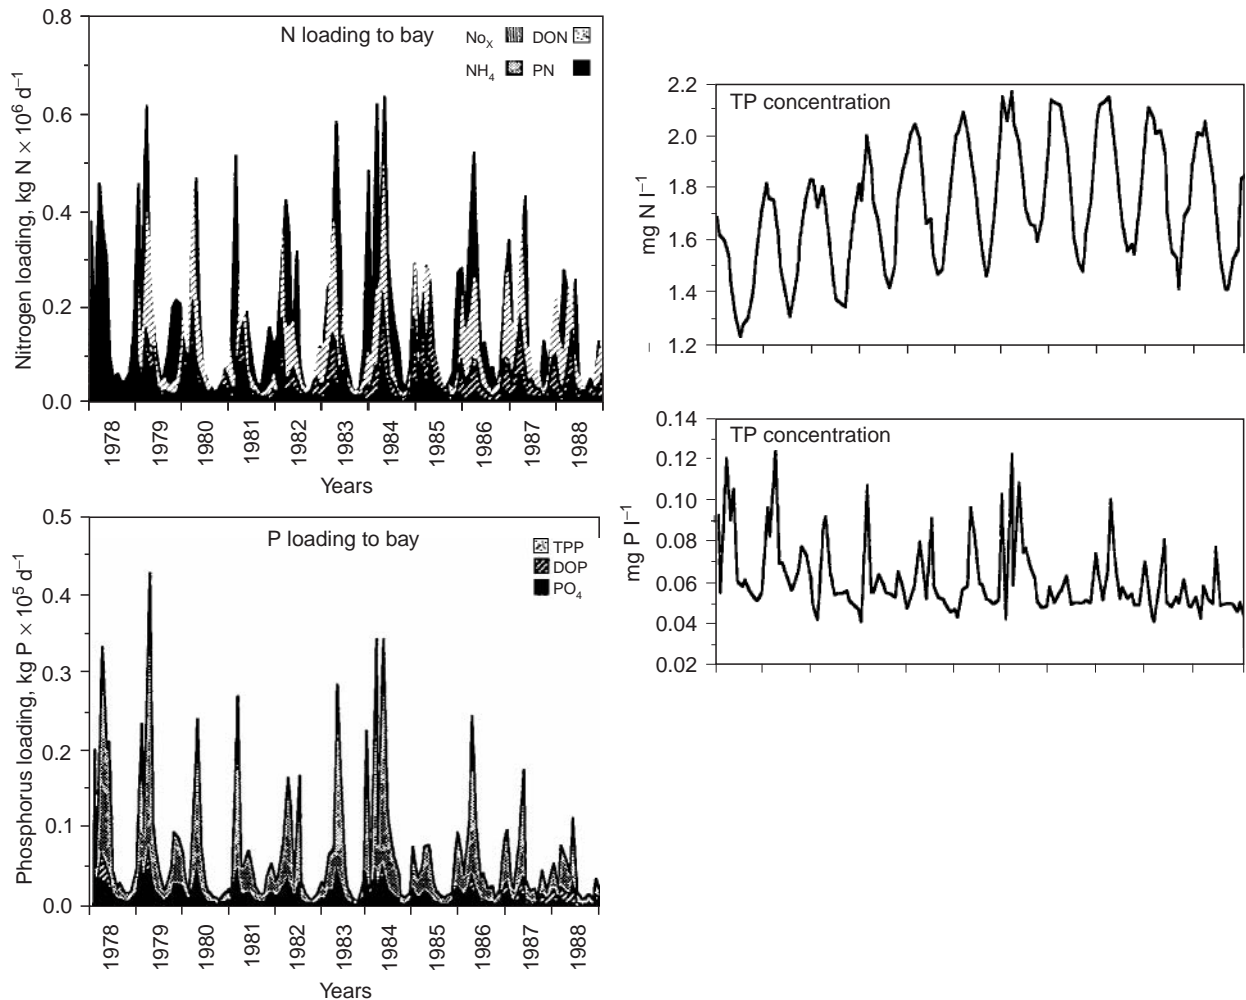 N loading to bay
No_x DON
NH_4 PN
0.8
0.6
0.4
0.2
0.0
Nitrogen loading, kg N × 10^6 d^–1
1978 1979 1980 1981 1982 1983 1984 1985 1986 1987 1988
Years
P loading to bay
TPP
DOP
PO_4
0.5
0.4
0.3
0.2
0.1
0.0
Phosphorus loading, kg P × 10^5 d^–1
1978 1979 1980 1981 1982 1983 1984 1985 1986 1987 1988
Years
TP concentration
2.2
2.0
1.8
1.6
1.4
1.2
mg N l^–1
TP concentration
0.14
0.12
0.10
0.08
0.06
0.04
0.02
mg P l^–1